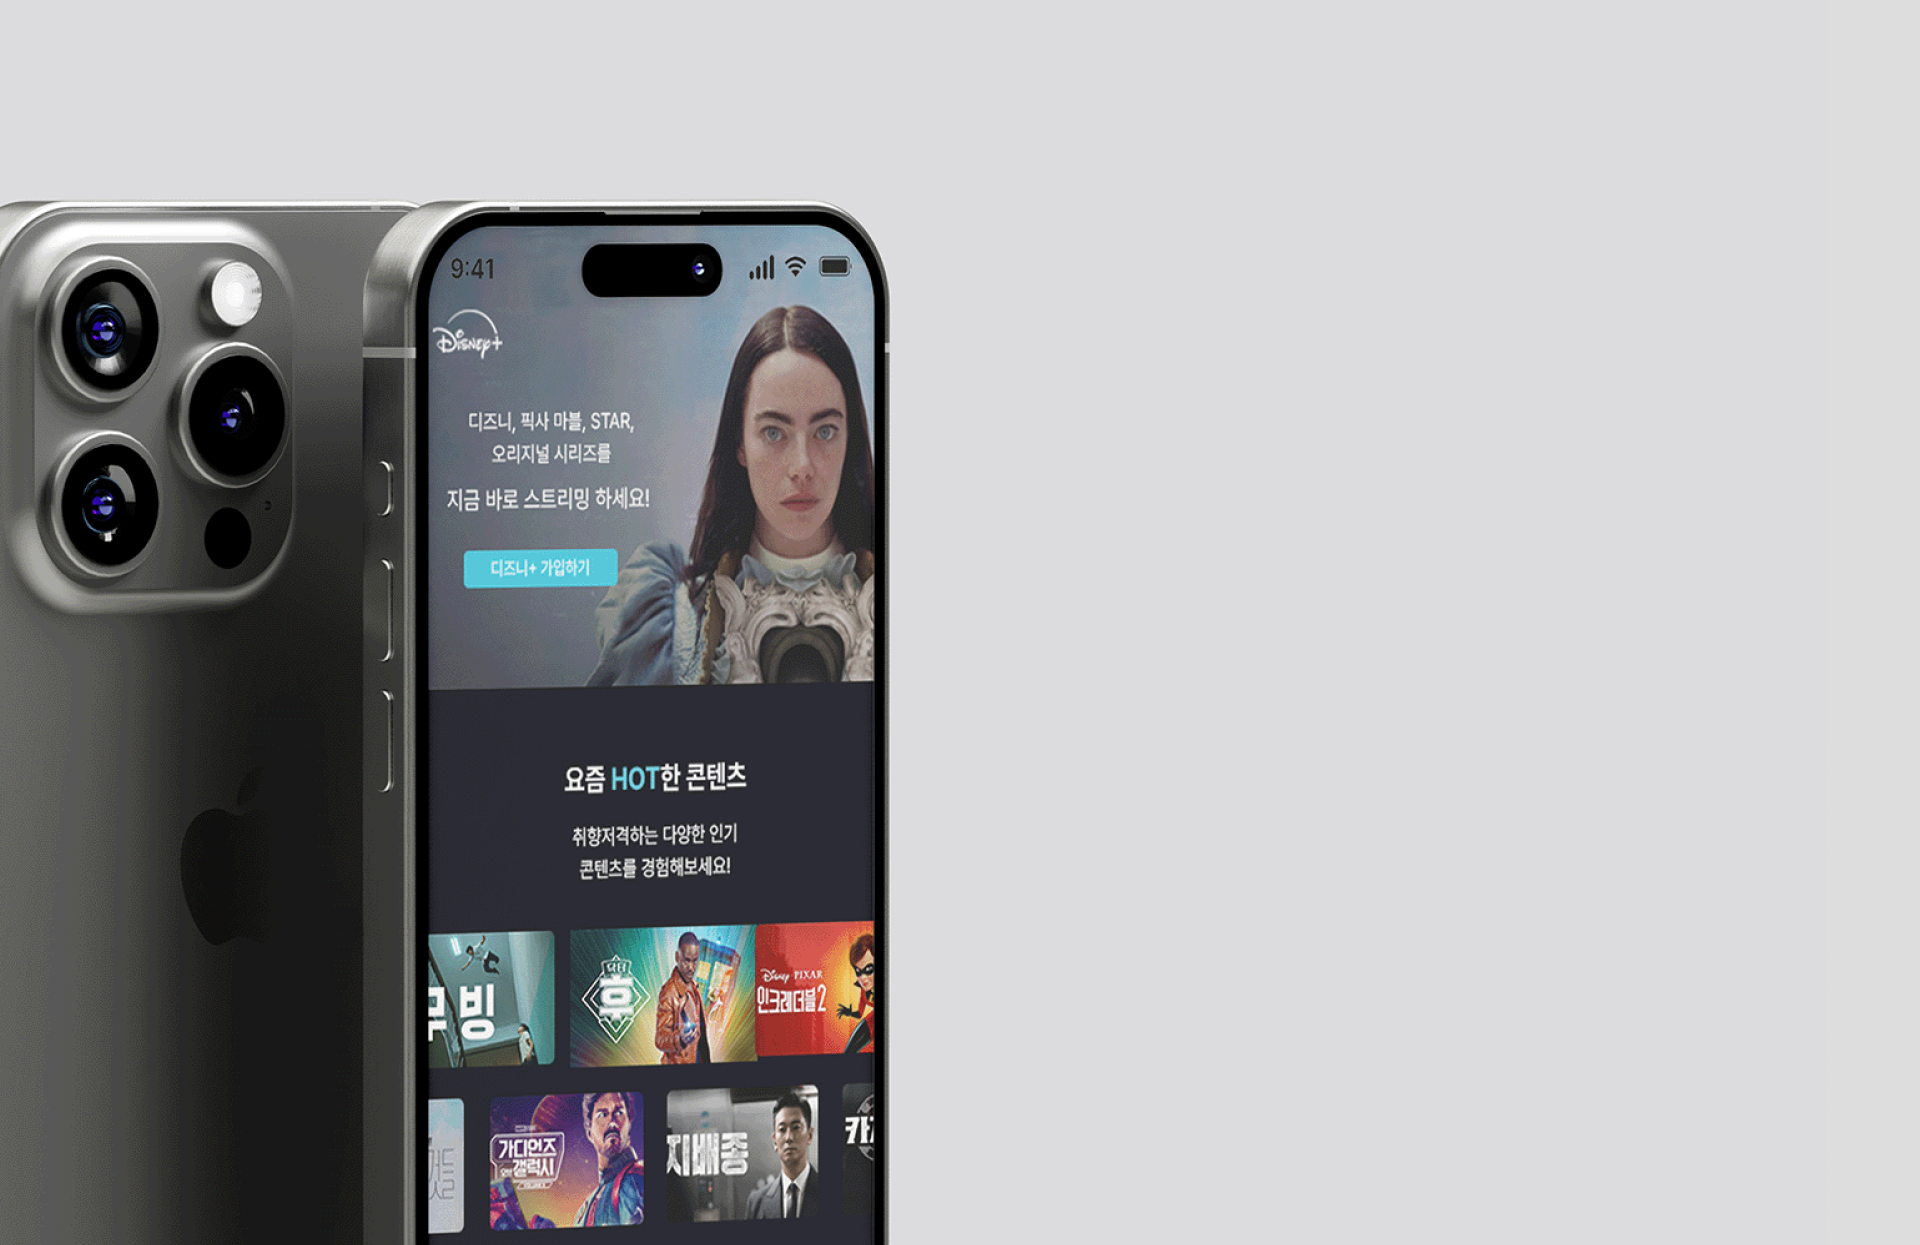 9:41
Disney+
디즈니, 픽사 마블, STAR,
오리지널 시리즈를
지금 바로 스트리밍 하세요!
디즈니+ 가입하기
요즘 HOT한 콘텐츠
취향저격하는 다양한 인기
콘텐츠를 경험해보세요!
무빙
닥터
후
Disney PIXAR
인크레더블 2
가디언즈
오브 갤럭시
지배종